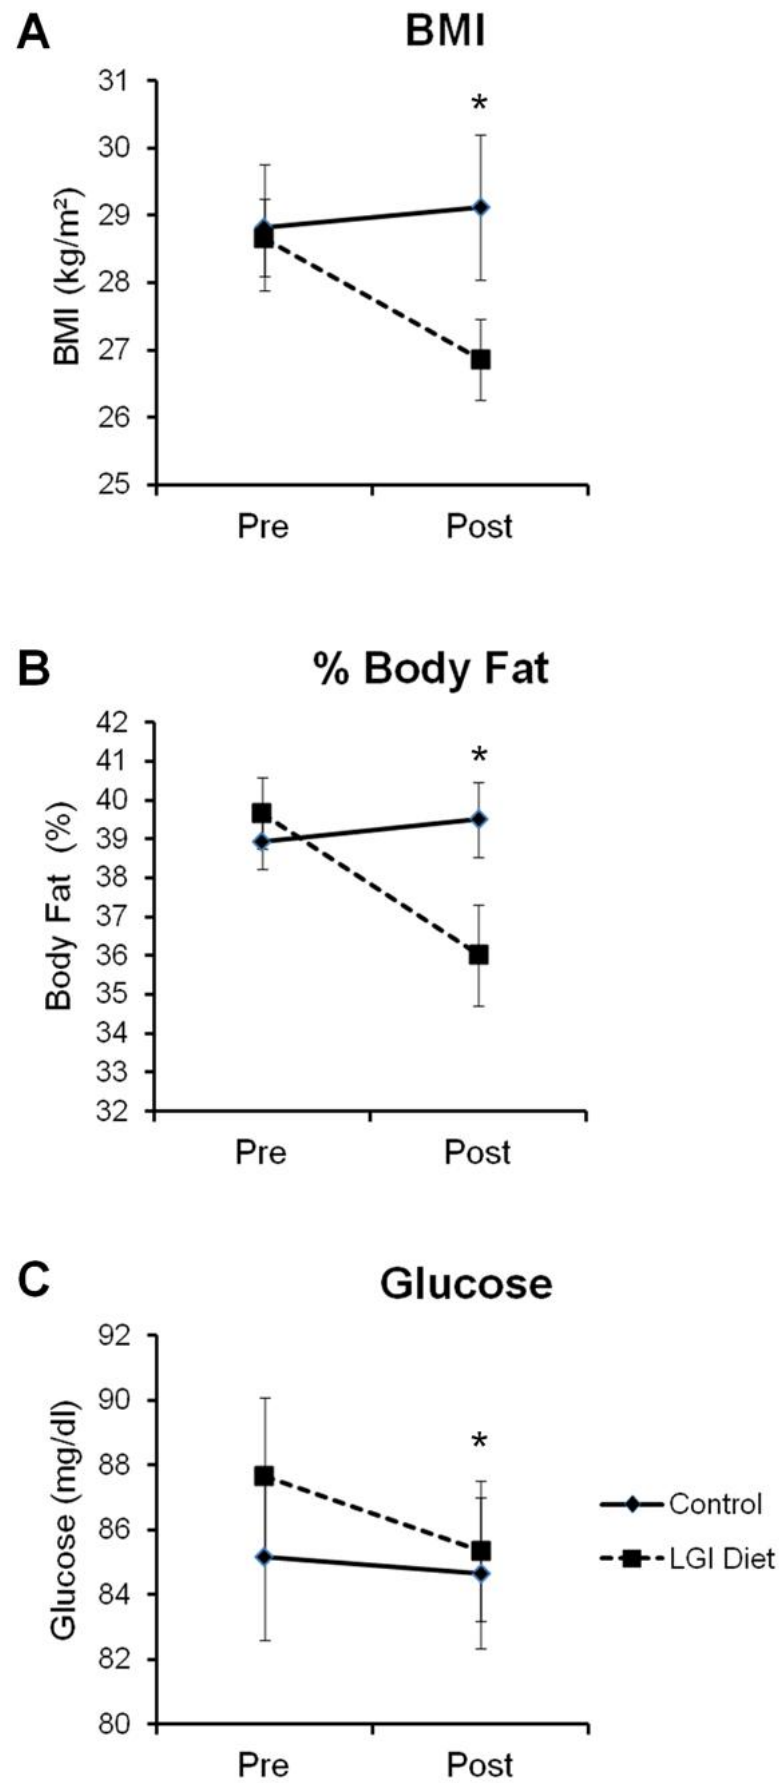 A
BMI
31
*
30
29
28
27
26
25
BMI (kg/m²)
Pre
Post
B
% Body Fat
42
41
*
40
39
38
37
36
35
34
33
32
Body Fat (%)
Pre
Post
C
Glucose
92
90
*
88
86
84
82
80
Glucose (mg/dl)
Control
LGI Diet
Pre
Post